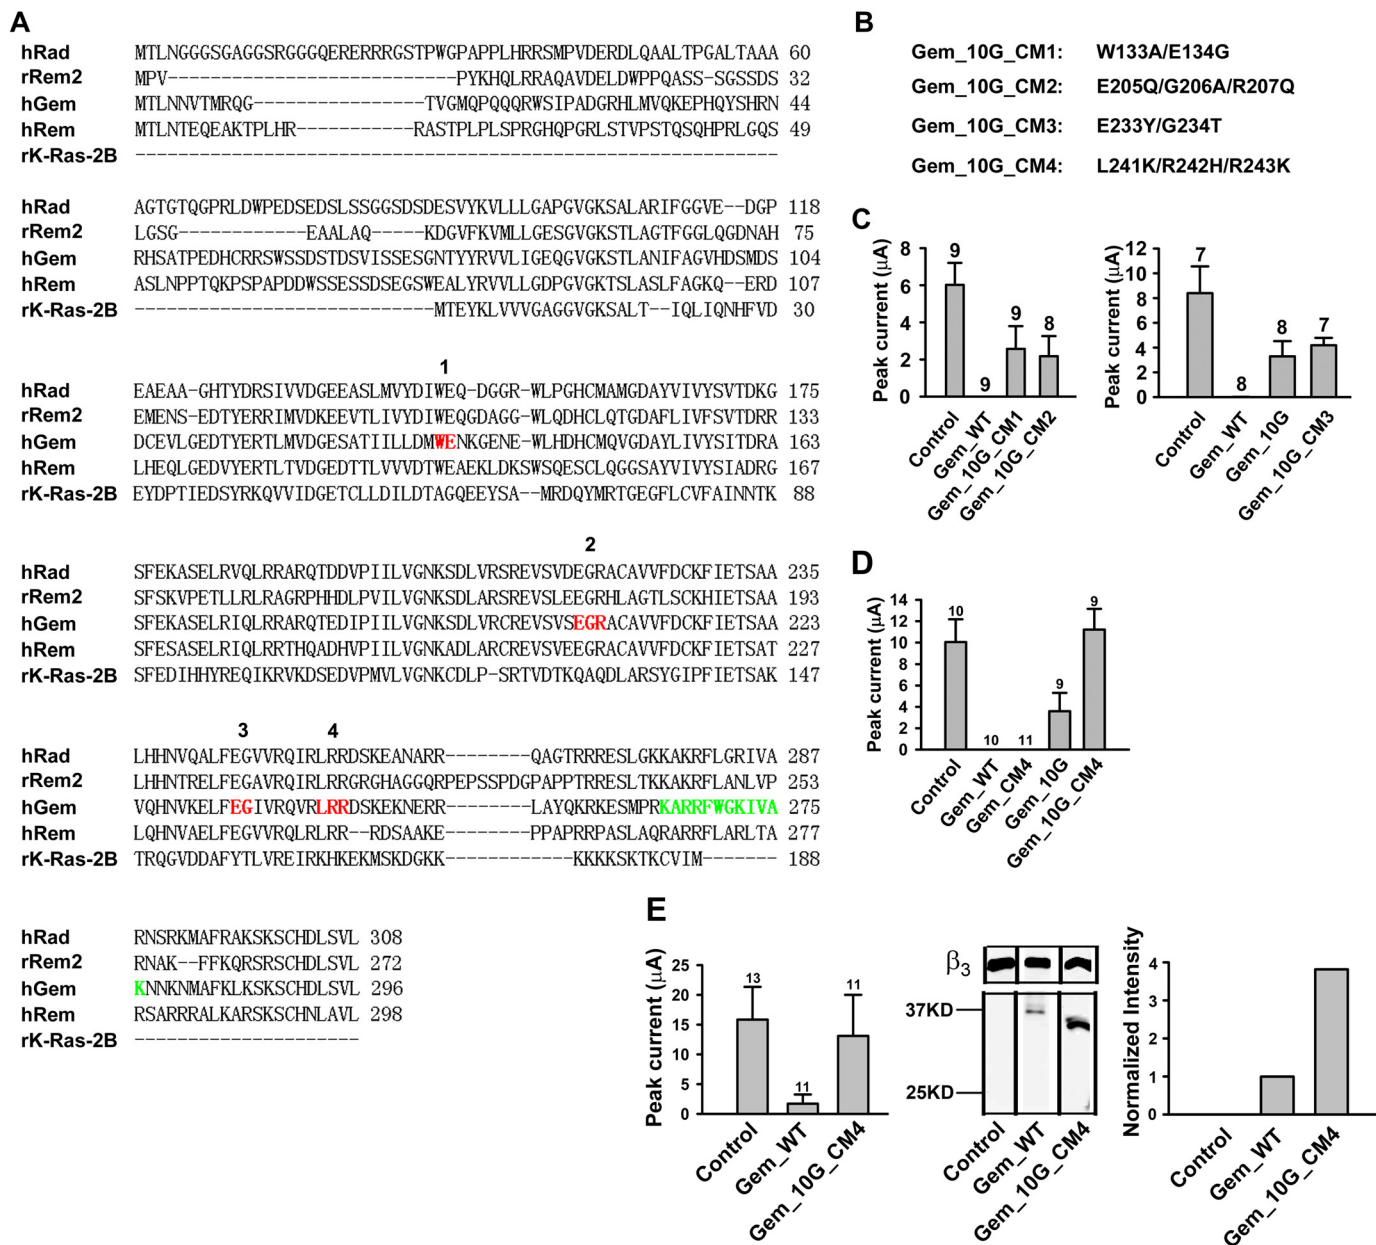 A
hRad MTLNGGGSGAGGSRGGGQERERRRGSTPWGPAPPLHRRSMPVDERDLQAALTPGALTAAA 60
rRem2 MPV---------------------------PYKHQLRRAQAVDELDWPPQASS-SGSSDS 32
hGem MTLNNVTMRQG----------------TVGMQPQQQRWSIPADGRHLMVQKEPHQYSHRN 44
hRem MTLNTEQEAKTPLHR-----------RASTPLPLSPRGHQPGRLSTVPSTQSQHPRLGQS 49
rK-Ras-2B ------------------------------------------------------------
hRad AGTGTQGPRLDWPEDSEDSLSSGGSDSDESVYKVLLLGAPGVGKSALARIFGGVE--DGP 118
rRem2 LGSG------------EAALAQ-----KDGVFKVMLLGESGVGKSTLAGTFGGLQGDNAH 75
hGem RHSATPEDHCRRSWSSDSTDSVISSESGNTYYRVVLIGEQGVGKSTLANIFAGVHDSMDS 104
hRem ASLNPPTQKPSPAPDDWSSESSDSEGSWEALYRVVLLGDPGVGKTSLASLFAGKQ--ERD 107
rK-Ras-2B ----------------------------MTEYKLVVVGAGGVGKSALT--IQLIQNHFVD 30
1
hRad EAEAA-GHTYDRSIVVDGEEASLMVYDIWEQ-DGGR-WLPGHCMAMGDAYVIVYSVTDKG 175
rRem2 EMENS-EDTYERRIMVDKEEVTLIVYDIWEQGDAGG-WLQDHCLQTGDAFLIVFSVTDRR 133
hGem DCEVLGEDTYERTLMVDGESATIILLDMWENKGENE-WLHDHCMQVGDAYLIVYSITDRA 163
hRem LHEQLGEDVYERTLTVDGEDTTLVVVDTWEAEKLDKSWSQESCLQGGSAYVIVYSIADRG 167
rK-Ras-2B EYDPTIEDSYRKQVVIDGETCLLDILDTAGQEEYSA--MRDQYMRTGEGFLCVFAINNTK 88
2
hRad SFEKASELRVQLRRARQTDDVPIILVGNKSDLVRSREVSVDEGRACAVVFDCKFIETSAA 235
rRem2 SFSKVPETLLRLRAGRPHHDLPVILVGNKSDLARSREVSLEEGRHLAGTLSCKHIETSAA 193
hGem SFEKASELRIQLRRARQTEDIPIILVGNKSDLVRCREVSVSEGRACAVVFDCKFIETSAA 223
hRem SFESASELRIQLRRTHQADHVPIILVGNKADLARCREVSVEEGRACAVVFDCKFIETSAT 227
rK-Ras-2B SFEDIHHYREQIKRVKDSEDVPMVLVGNKCDLP-SRTVDTKQAQDLARSYGIPFIETSAK 147
3 4
hRad LHHNVQALFEGVVRQIRLRRDSKEANARR--------QAGTRRRESLGKKAKRFLGRIVA 287
rRem2 LHHNTRELFEGAVRQIRLRRGRGHAGGQRPEPSSPDGPAPPTRRESLTKKAKRFLANLVP 253
hGem VQHNVKELFEGIVRQVRLRRDSKEKNERR--------LAYQKRKESMPRKARRFWGKIVA 275
hRem LQHNVAELFEGVVRQLRLRR--RDSAAKE--------PPAPRRPASLAQRARRFLARLTA 277
rK-Ras-2B TRQGVDDAFYTLVREIRKHKEKMSKDGKK------------KKKKSKTKCVIM------- 188
hRad RNSRKMAFRAKSKSCHDLSVL 308
rRem2 RNAK--FFKQRSRSCHDLSVL 272
hGem KNNKNMAFKLKSKSCHDLSVL 296
hRem RSARRRALKARSKSCHNLAVL 298
rK-Ras-2B ---------------------
B
Gem_10G_CM1: W133A/E134G
Gem_10G_CM2: E205Q/G206A/R207Q
Gem_10G_CM3: E233Y/G234T
Gem_10G_CM4: L241K/R242H/R243K
C
Peak current (μA)
8
6
4
2
0
9 9 9 8
Control
Gem_WT
Gem_10G_CM1
Gem_10G_CM2
Peak current (μA)
12
10
8
6
4
2
0
7 8 8 7
Control
Gem_WT
Gem_10G
Gem_10G_CM3
D
Peak current (μA)
14
12
10
8
6
4
2
0
10 10 11 9 9
Control
Gem_WT
Gem_CM4
Gem_10G
Gem_10G_CM4
E
Peak current (μA)
25
20
15
10
5
0
13 11 11
Control
Gem_WT
Gem_10G_CM4
β3
37KD
25KD
Control
Gem_WT
Gem_10G_CM4
Normalized Intensity
4
3
2
1
0
Control
Gem_WT
Gem_10G_CM4